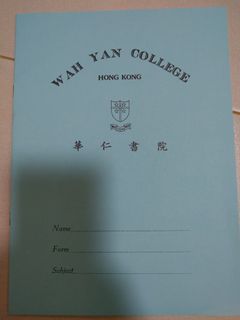 WAH YAN COLLEGE
HONG KONG
華仁書院
Name
Form
Subject